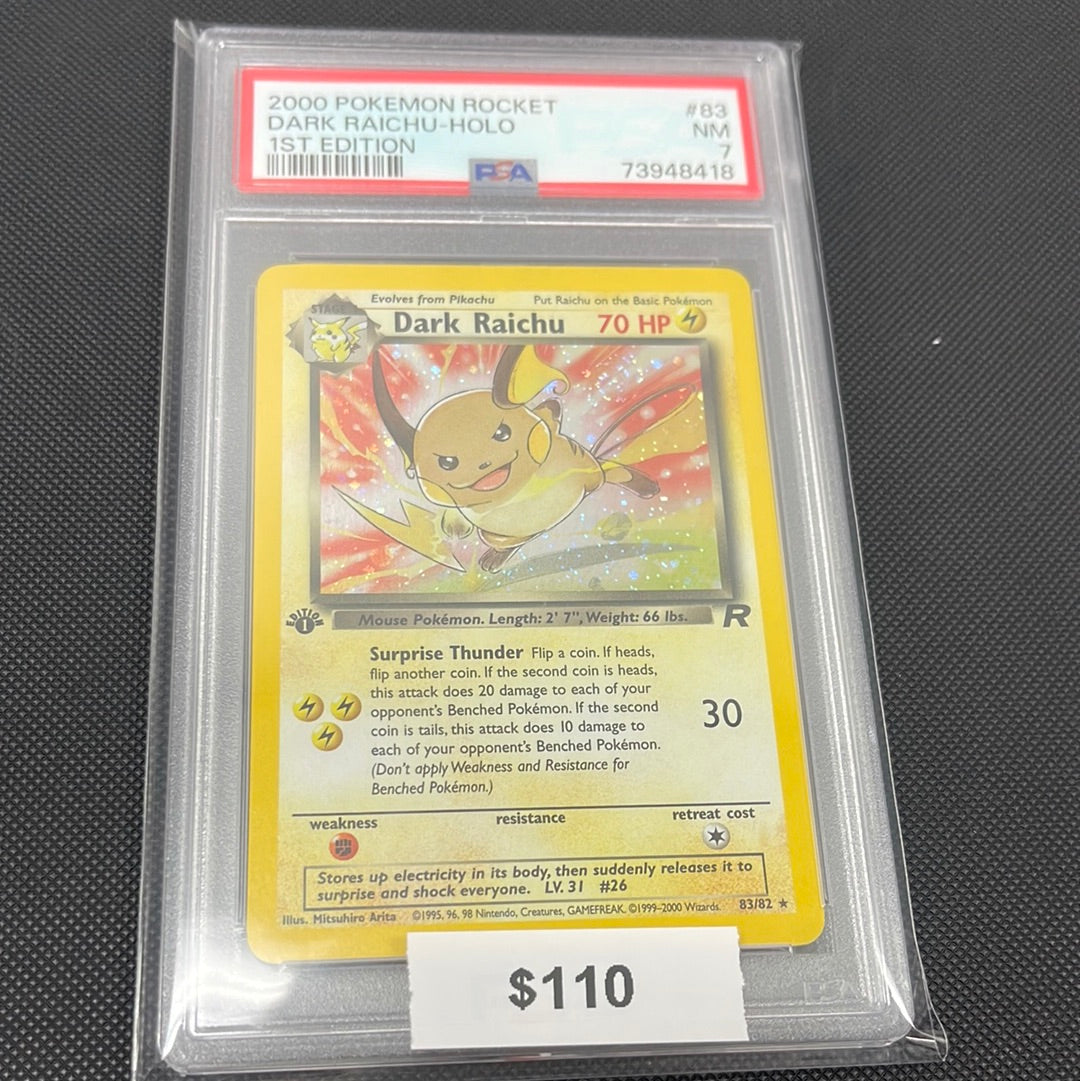 2000 POKEMON ROCKET #83
DARK RAICHU-HOLO NM
1ST EDITION 7
PSA 73948418
Evolves from Pikachu Put Raichu on the Basic Pokémon
STAGE
Dark Raichu 70 HP
EDITION
1
Mouse Pokémon. Length: 2' 7", Weight: 66 lbs. R
Surprise Thunder Flip a coin. If heads,
flip another coin. If the second coin is heads,
this attack does 20 damage to each of your
opponent's Benched Pokémon. If the second
coin is tails, this attack does 10 damage to
each of your opponent's Benched Pokémon.
(Don't apply Weakness and Resistance for
Benched Pokémon.)
30
weakness resistance retreat cost
Stores up electricity in its body, then suddenly releases it to
surprise and shock everyone. LV. 31 #26
Illus. Mitsuhiro Arita ©1995, 96, 98 Nintendo, Creatures, GAMEFREAK. ©1999-2000 Wizards. 83/82 ★
$110